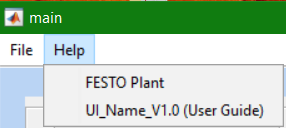 main
File Help
FESTO Plant
UI_Name_V1.0 (User Guide)